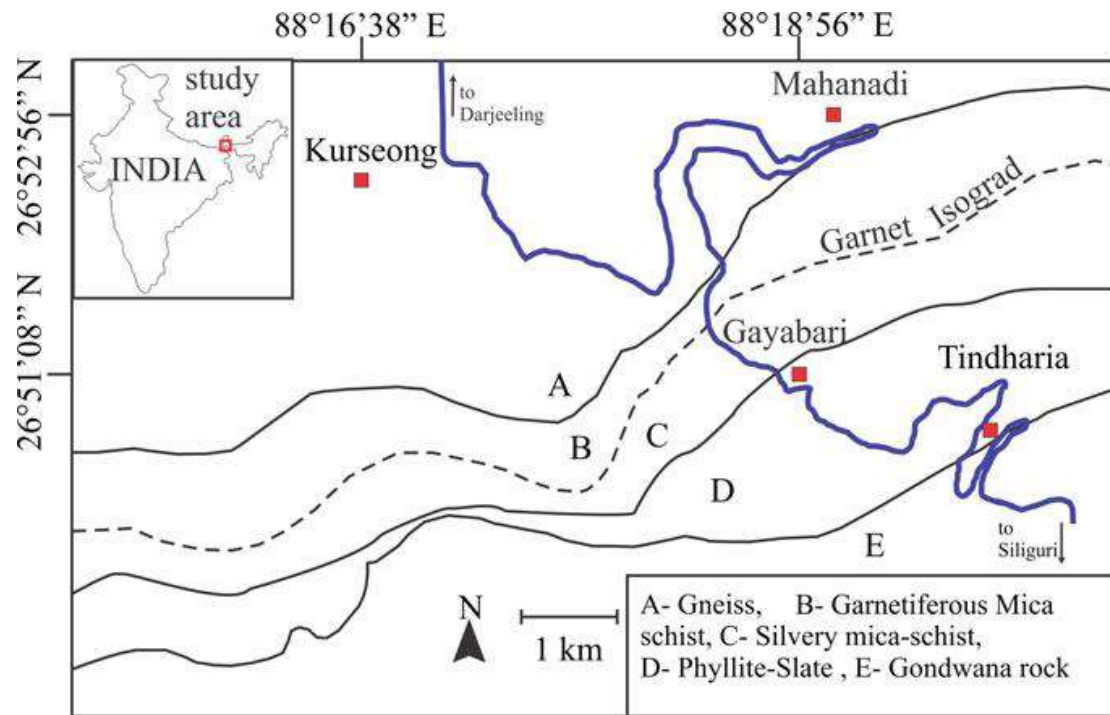 88°16’38” E
88°18’56” E
26°52’56” N
26°51’08” N
study
area
INDIA
to
Darjeeling
Mahanadi
Kurseong
Garnet Isograd
Gayabari
Tindharia
A
B
C
D
E
to
Siliguri
N
1 km
A- Gneiss, B- Garnetiferous Mica
schist, C- Silvery mica-schist,
D- Phyllite-Slate , E- Gondwana rock